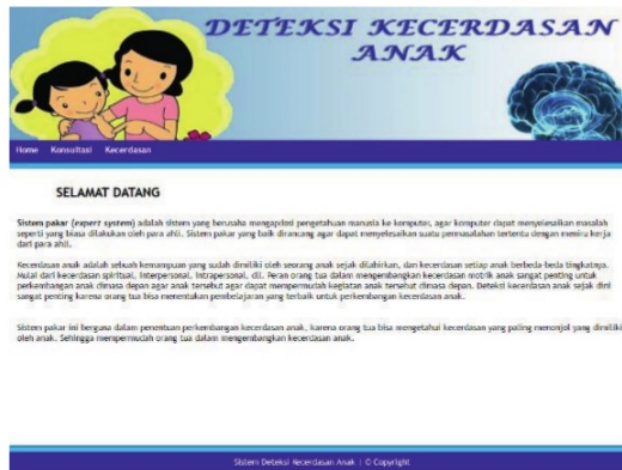 DETEKSI KECERDASAN
ANAK
Home Konsultasi Kecerdasan
SELAMAT DATANG
Sistem pakar (expert system) adalah sistem yang berusaha mengadopsi pengetahuan manusia ke komputer, agar komputer dapat menyelesaikan masalah
seperti yang biasa dilakukan oleh para ahli. Sistem pakar yang baik dirancang agar dapat menyelesaikan suatu permasalahan tertentu dengan meniru kerja
dari para ahli.
Kecerdasan anak adalah sebuah kemampuan yang sudah dimiliki oleh seorang anak sejak dilahirkan, dan kecerdasan setiap anak berbeda-beda tingkatnya.
Mulai dari kecerdasan spiritual, interpersonal, intrapersonal, dll. Peran orang tua dalam mengembangkan kecerdasan motrik anak sangat penting untuk
perkembangan anak dimasa depan agar anak tersebut agar dapat mempermudah kegiatan anak tersebut dimasa depan. Deteksi kecerdasan anak sejak dini
sangat penting karena orang tua bisa menentukan pembelajaran yang terbaik untuk perkembangan kecerdasan anak.
Sistem pakar ini berguna dalam penentuan perkembangan kecerdasan anak, karena orang tua bisa mengetahui kecerdasan yang paling menonjol yang dimiliki
oleh anak. Sehingga mempermudah orang tua dalam mengembangkan kecerdasan anak.
Sistem Deteksi Kecerdasan Anak | © Copyright